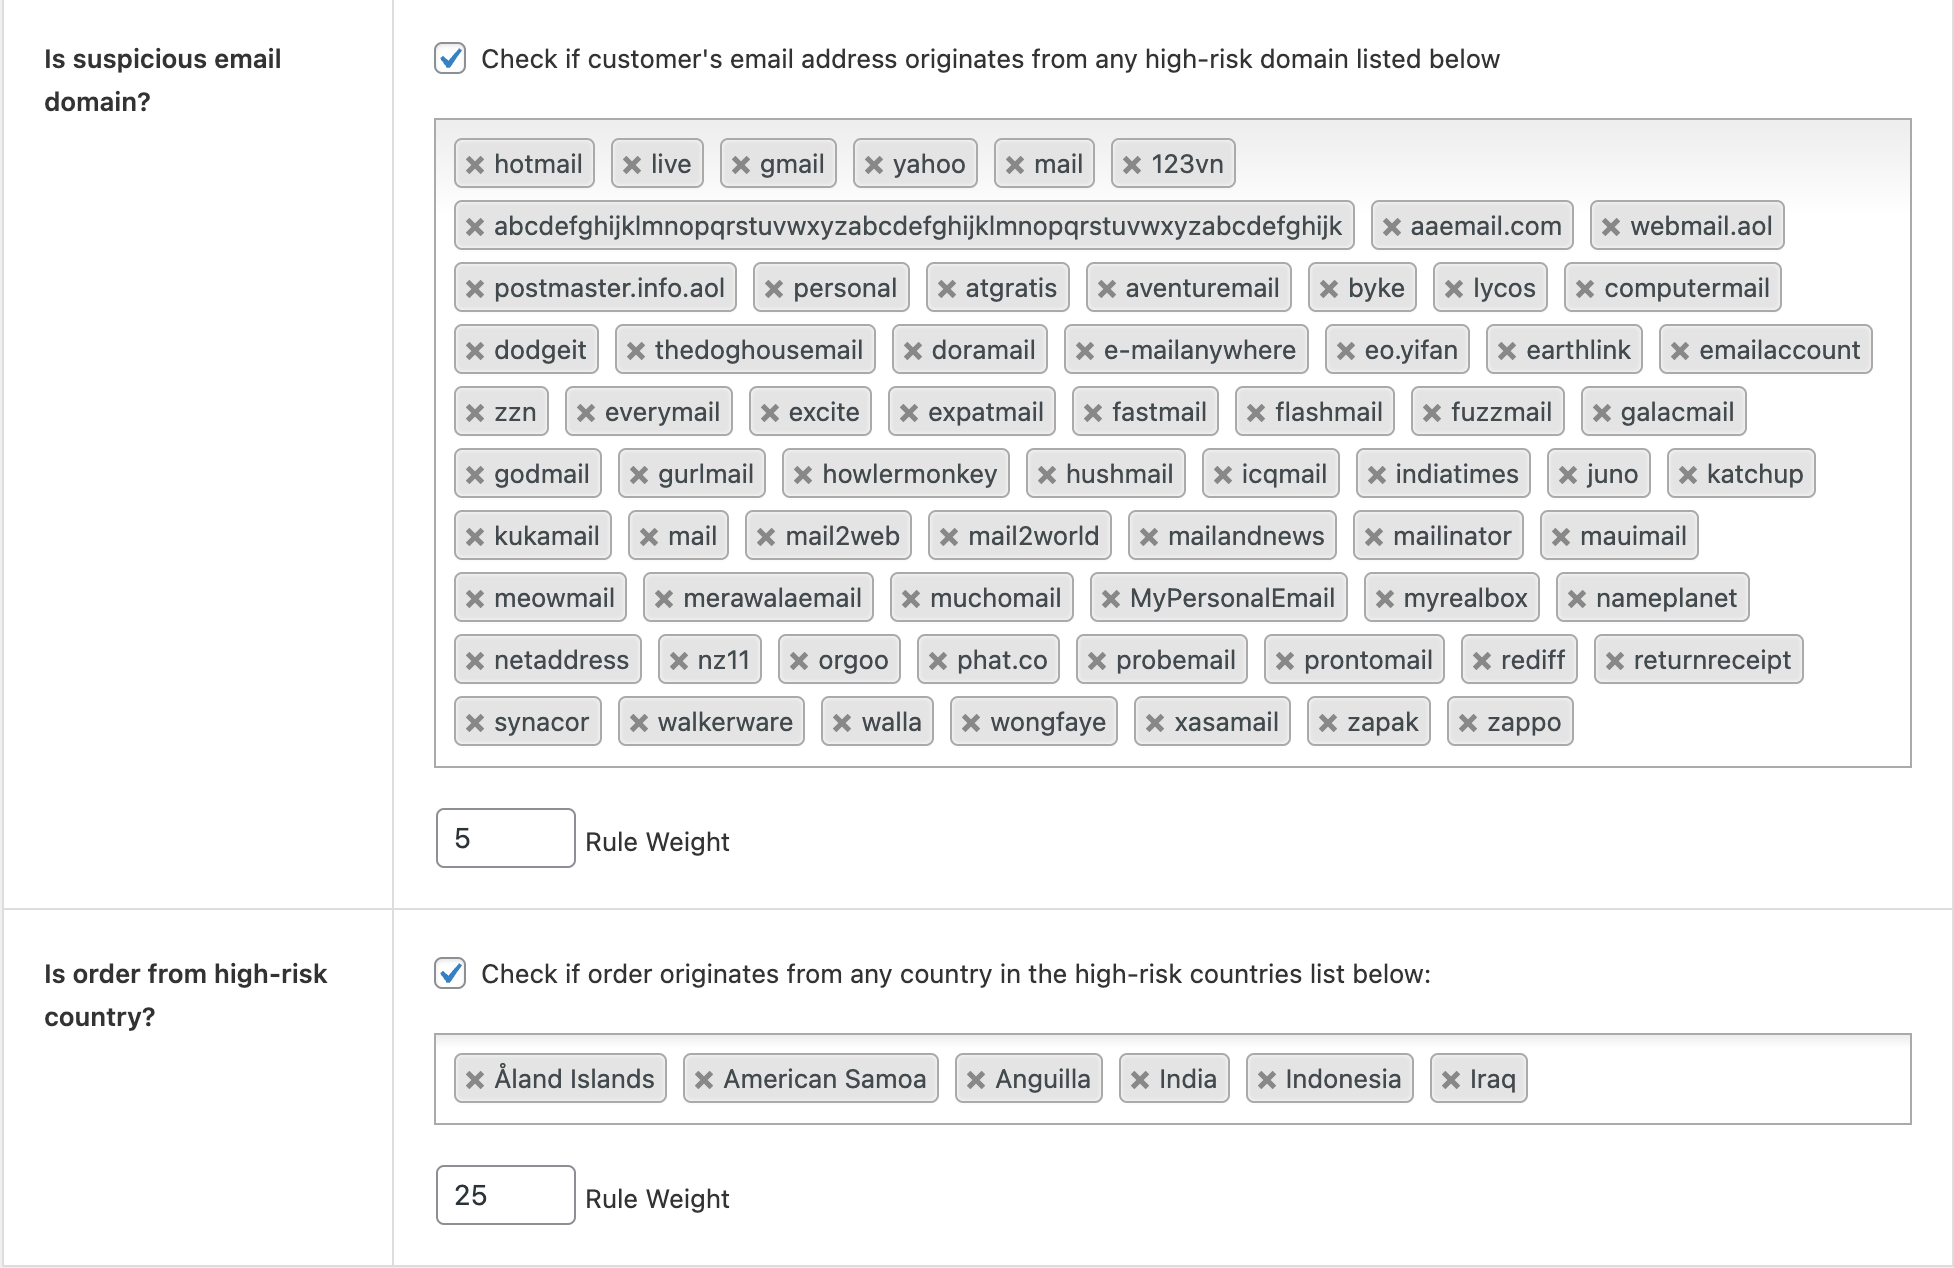 Is suspicious email
domain?
Check if customer's email address originates from any high-risk domain listed below
hotmail live gmail yahoo mail 123vn
abcdefghijklmnopqrstuvwxyzabcdefghijklmnopqrstuvwxyzabcdefghijk aaemail.com webmail.aol
postmaster.info.aol personal atgratis aventuremail byke lycos computermail
dodgeit thedoghousemail doramail e-mailanywhere eo.yifan earthlink emailaccount
zzn everymail excite expatmail fastmail flashmail fuzzmail galacmail
godmail gurlmail howlermonkey hushmail icqmail indiatimes juno katchup
kukamail mail mail2web mail2world mailandnews mailinator mauimail
meowmail merawalaemail muchomail MyPersonalEmail myrealbox nameplanet
netaddress nz11 orgoo phat.co probemail prontomail rediff returnreceipt
synacor walkerware walla wongfaye xasamail zapak zappo
5 Rule Weight
Is order from high-risk
country?
Check if order originates from any country in the high-risk countries list below:
Åland Islands American Samoa Anguilla India Indonesia Iraq
25 Rule Weight